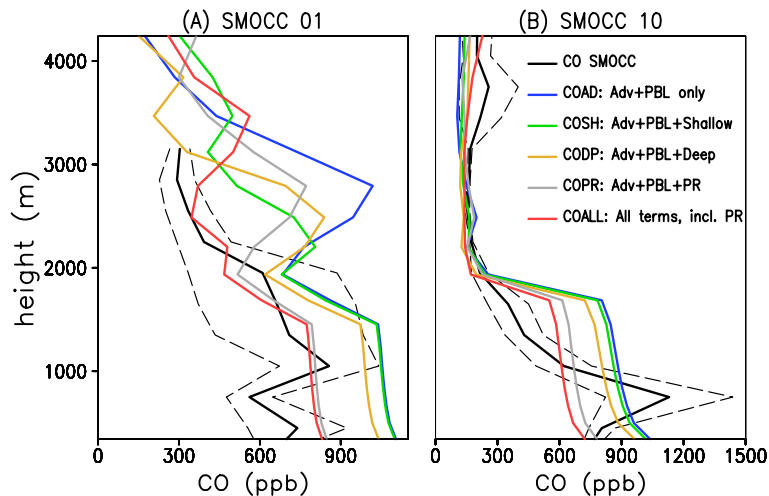 (A) SMOCC 01
(B) SMOCC 10
4000
3000
2000
1000
height (m)
0
300
600
900
CO (ppb)
0
300
600
900
1200
1500
CO (ppb)
CO SMOCC
COAD: Adv+PBL only
COSH: Adv+PBL+Shallow
CODP: Adv+PBL+Deep
COPR: Adv+PBL+PR
COALL: All terms, incl. PR